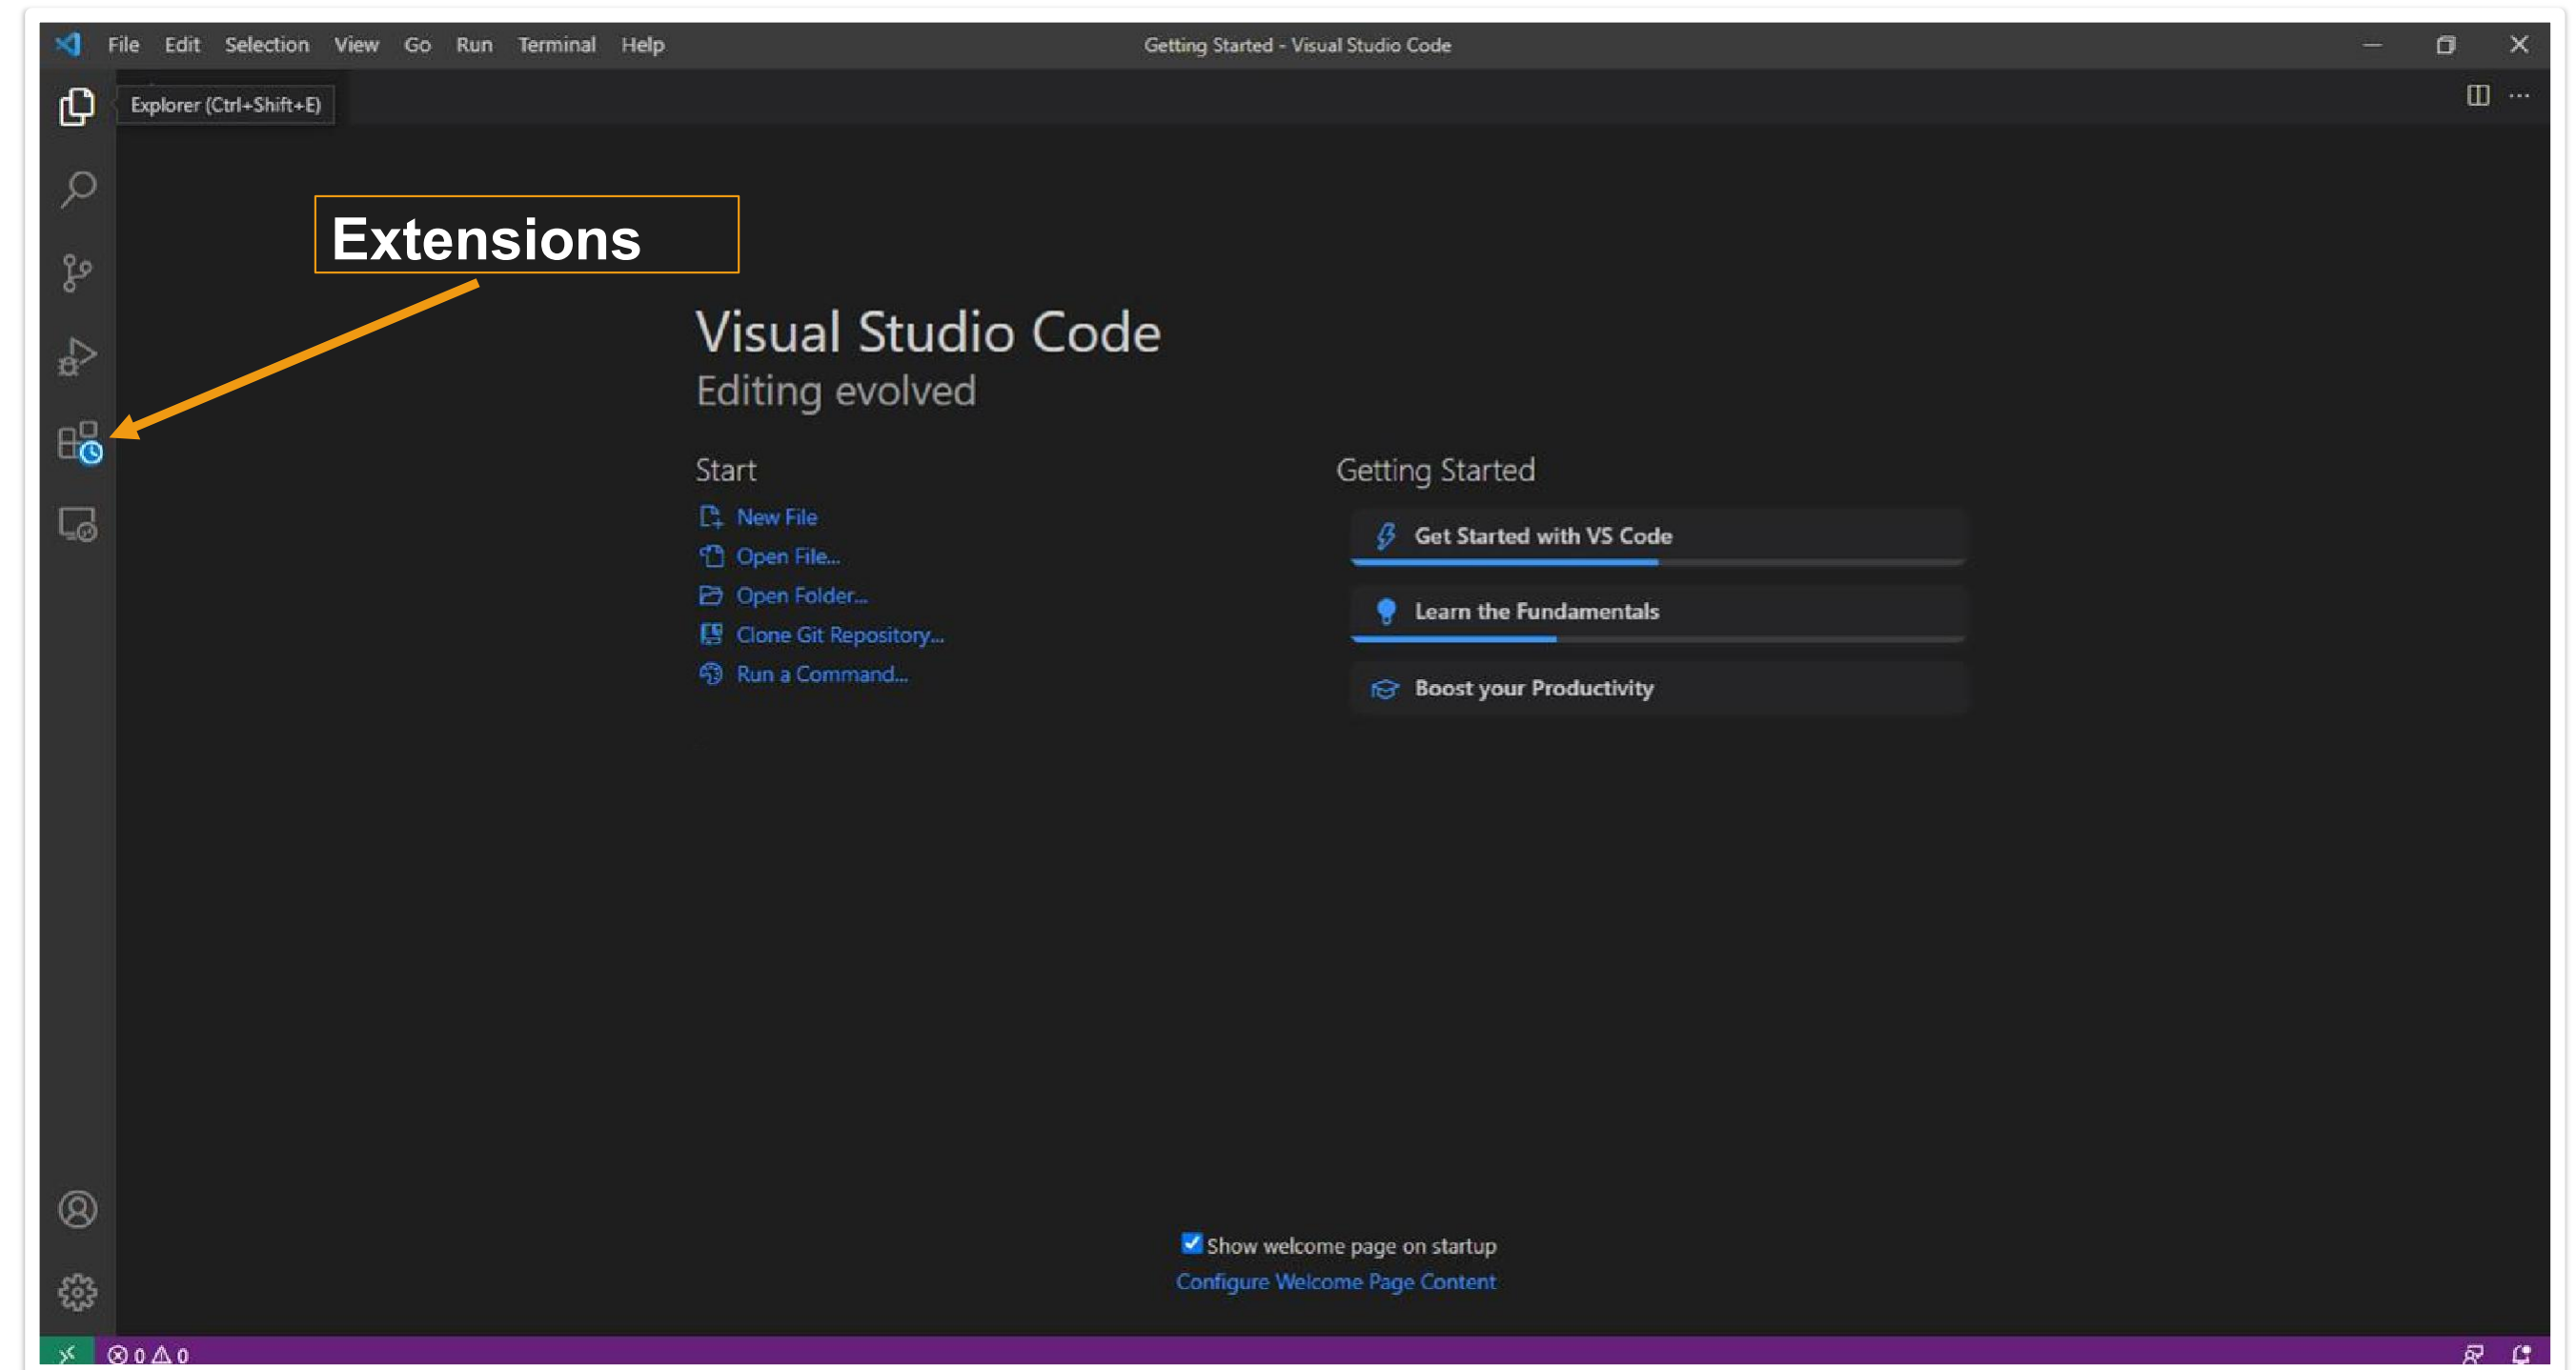 File Edit Selection View Go Run Terminal Help
Getting Started - Visual Studio Code
Explorer (Ctrl+Shift+E)
Extensions
Visual Studio Code
Editing evolved
Start
New File
Open File...
Open Folder...
Clone Git Repository...
Run a Command...
Getting Started
Get Started with VS Code
Learn the Fundamentals
Boost your Productivity
Show welcome page on startup
Configure Welcome Page Content
0 0